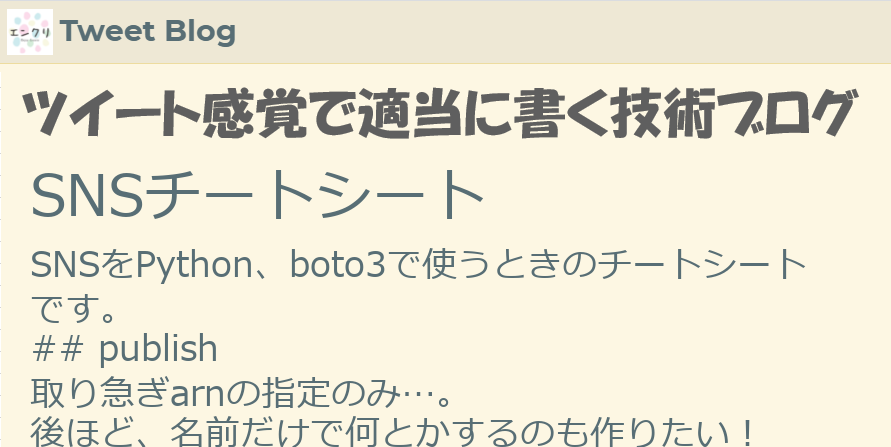 エンクリ
Tweet Blog
ツイート感覚で適当に書く技術ブログ
SNSチートシート
SNSをPython、boto3で使うときのチートシート
です。
## publish
取り急ぎarnの指定のみ…。
後ほど、名前だけで何とかするのも作りたい！